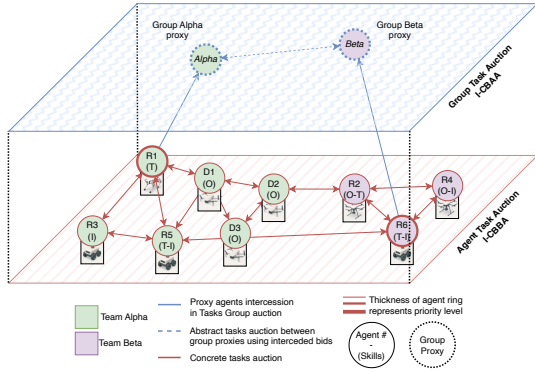 Group Alpha
proxy
Group Beta
proxy
Alpha
Beta
Group Task Auction
I-CBAA
R1
(T)
D1
(O)
D2
(O)
R2
(O-T)
R4
(O-I)
R3
(I)
R5
(T-I)
D3
(O)
R6
(T-I)
Agent Task Auction
I-CBBA
Team Alpha
Team Beta
Proxy agents intercession
in Tasks Group auction
Abstract tasks auction between
group proxies using interceded bids
Concrete tasks auction
Thickness of agent ring
represents priority level
Agent #
-
(Skills)
Group
Proxy